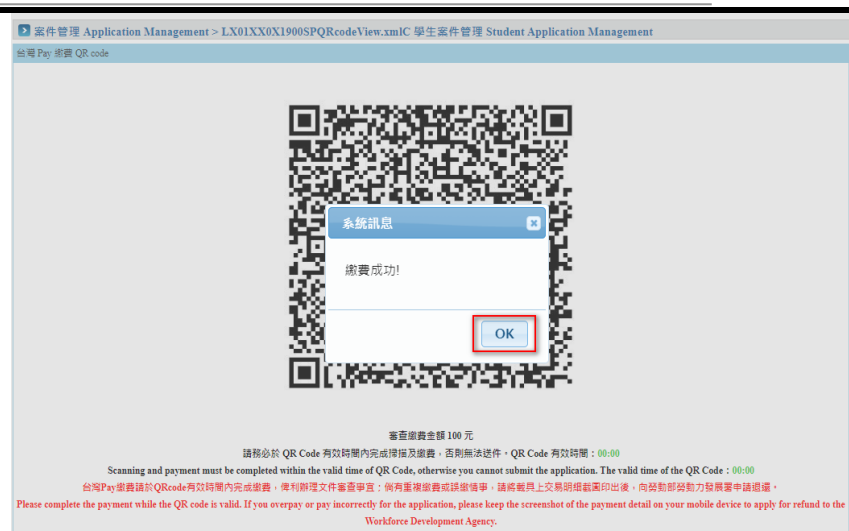 案件管理 Application Management > LX01XX0X1900SPQRcodeView.xmlC 學生案件管理 Student Application Management
台灣 Pay 繳費 QR code
系統訊息
繳費成功!
OK
審查繳費金額 100 元
請務必於 QR Code 有效時間內完成掃描及繳費，否則無法送件。QR Code 有效時間：00:00
Scanning and payment must be completed within the valid time of QR Code, otherwise you cannot submit the application. The valid time of the QR Code：00:00
台灣Pay繳費請於QRcode有效時間內完成繳費，俾利辦理文件審查事宜；倘有重複繳費或誤繳情事，請將載具上交易明細截圖印出後，向勞動部勞動力發展署申請退還。
Please complete the payment while the QR code is valid. If you overpay or pay incorrectly for the application, please keep the screenshot of the payment detail on your mobile device to apply for refund to the
Workforce Development Agency.